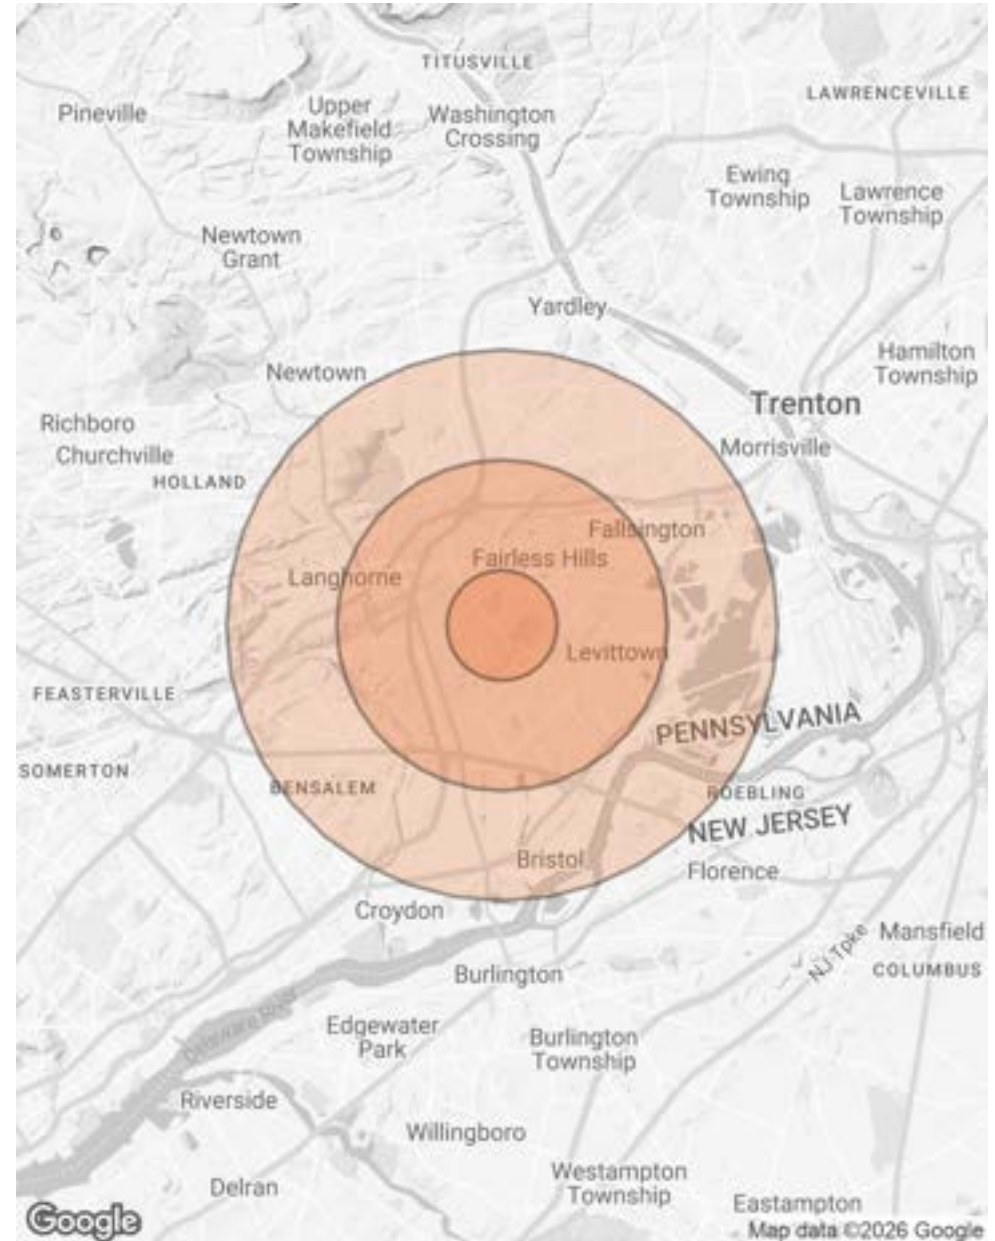 TITUSVILLE
LAWRENCEVILLE
Pineville
Upper
Makefield
Township
Washington
Crossing
Ewing
Township
Lawrence
Township
Newtown
Grant
Yardley
Hamilton
Township
Newtown
Trenton
Richboro
Churchville
Morrisville
HOLLAND
Fallsington
Fairless Hills
Langhorne
Levittown
FEASTERVILLE
PENNSYLVANIA
SOMERTON
BENSALEM
ROEBLING
NEW JERSEY
Bristol
Florence
Croydon
Mansfield
NJ Tpke
COLUMBUS
Burlington
Delaware River
Edgewater
Park
Burlington
Township
Riverside
Willingboro
Westampton
Township
Delran
Eastampton
Google
Map data ©2026 Google